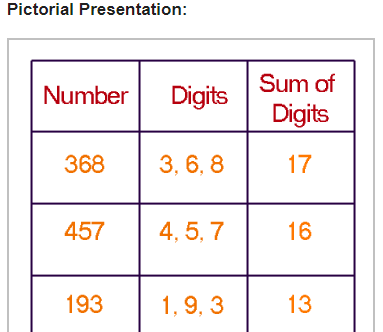 Pictorial Presentation:
Number Digits Sum of
Digits
368 3, 6, 8 17
457 4, 5, 7 16
193 1, 9, 3 13